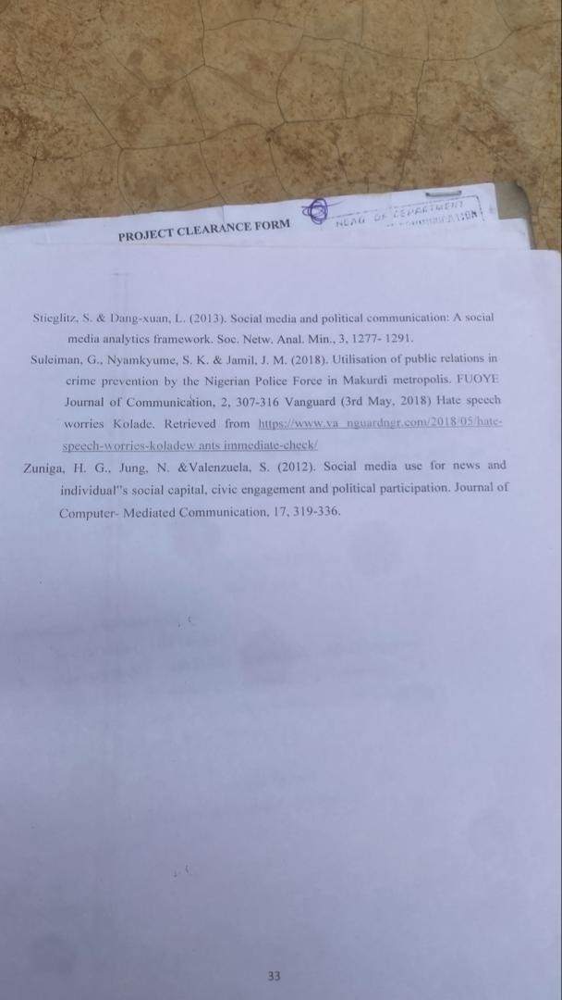 PROJECT CLEARANCE FORM
HEAD OF DEPARTMENT
Stieglitz, S. & Dang-xuan, L. (2013). Social media and political communication: A social
media analytics framework. Soc. Netw. Anal. Min., 3, 1277- 1291.
Suleiman, G., Nyamkyume, S. K. & Jamil, J. M. (2018). Utilisation of public relations in
crime prevention by the Nigerian Police Force in Makurdi metropolis. FUOYE
Journal of Communication, 2, 307-316 Vanguard (3rd May, 2018) Hate speech
worries Kolade. Retrieved from https://www.va nguardngr.com/2018/05/hate-
speech-worries-koladew ants immediate-check/
Zuniga, H. G., Jung, N. &Valenzuela, S. (2012). Social media use for news and
individual"s social capital, civic engagement and political participation. Journal of
Computer- Mediated Communication, 17, 319-336.
33